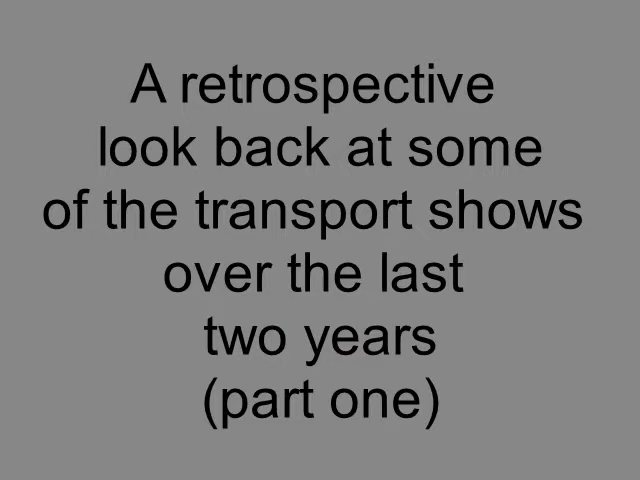 A retrospective
look back at some
of the transport shows
over the last
two years
(part one)